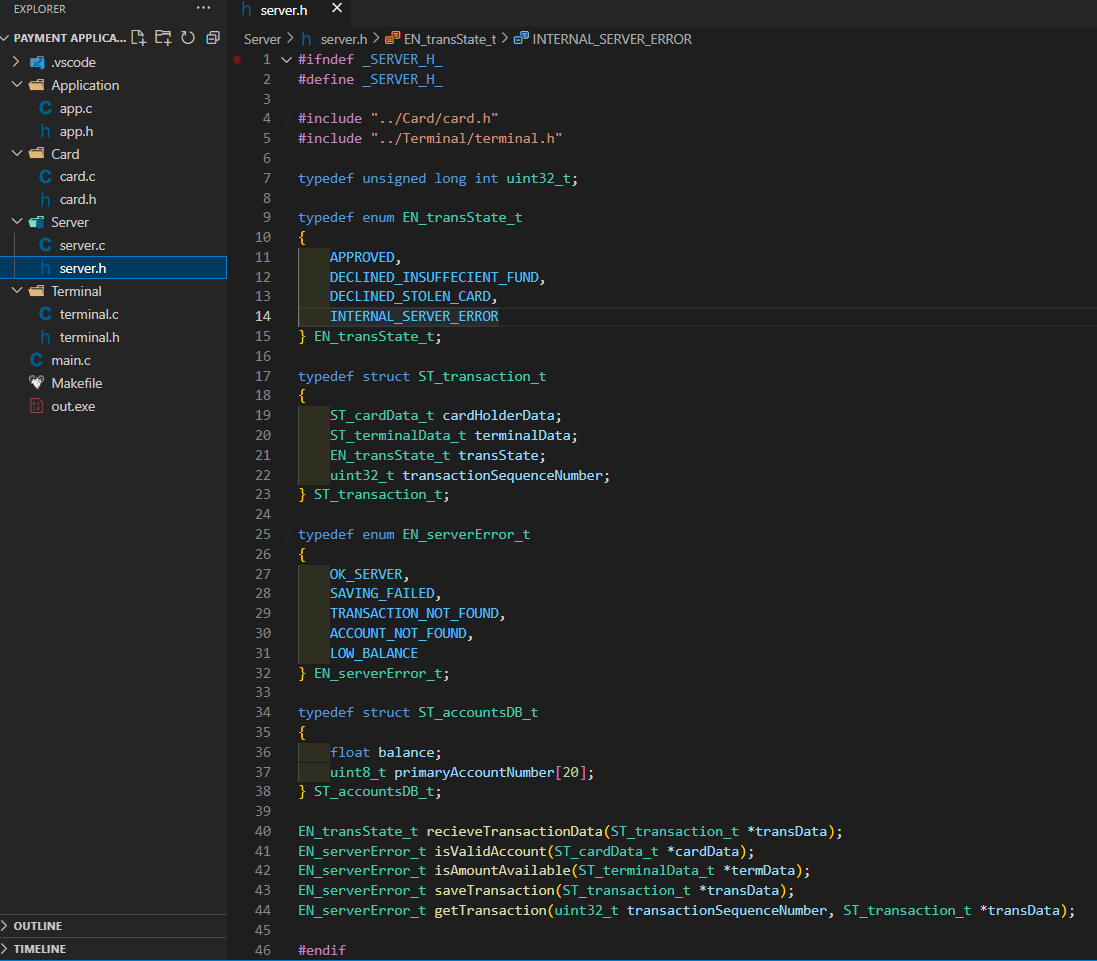 EXPLORER
PAYMENT APPLICA...
.vscode
Application
app.c
app.h
Card
card.c
card.h
Server
server.c
server.h
Terminal
terminal.c
terminal.h
main.c
Makefile
out.exe
OUTLINE
TIMELINE
server.h
Server > server.h > EN_transState_t > INTERNAL_SERVER_ERROR
1 #ifndef _SERVER_H_
2 #define _SERVER_H_
3
4 #include "../Card/card.h"
5 #include "../Terminal/terminal.h"
6
7 typedef unsigned long int uint32_t;
8
9 typedef enum EN_transState_t
10 {
11     APPROVED,
12     DECLINED_INSUFFECIENT_FUND,
13     DECLINED_STOLEN_CARD,
14     INTERNAL_SERVER_ERROR
15 } EN_transState_t;
16
17 typedef struct ST_transaction_t
18 {
19     ST_cardData_t cardHolderData;
20     ST_terminalData_t terminalData;
21     EN_transState_t transState;
22     uint32_t transactionSequenceNumber;
23 } ST_transaction_t;
24
25 typedef enum EN_serverError_t
26 {
27     OK_SERVER,
28     SAVING_FAILED,
29     TRANSACTION_NOT_FOUND,
30     ACCOUNT_NOT_FOUND,
31     LOW_BALANCE
32 } EN_serverError_t;
33
34 typedef struct ST_accountsDB_t
35 {
36     float balance;
37     uint8_t primaryAccountNumber[20];
38 } ST_accountsDB_t;
39
40 EN_transState_t recieveTransactionData(ST_transaction_t *transData);
41 EN_serverError_t isValidAccount(ST_cardData_t *cardData);
42 EN_serverError_t isAmountAvailable(ST_terminalData_t *termData);
43 EN_serverError_t saveTransaction(ST_transaction_t *transData);
44 EN_serverError_t getTransaction(uint32_t transactionSequenceNumber, ST_transaction_t *transData);
45
46 #endif